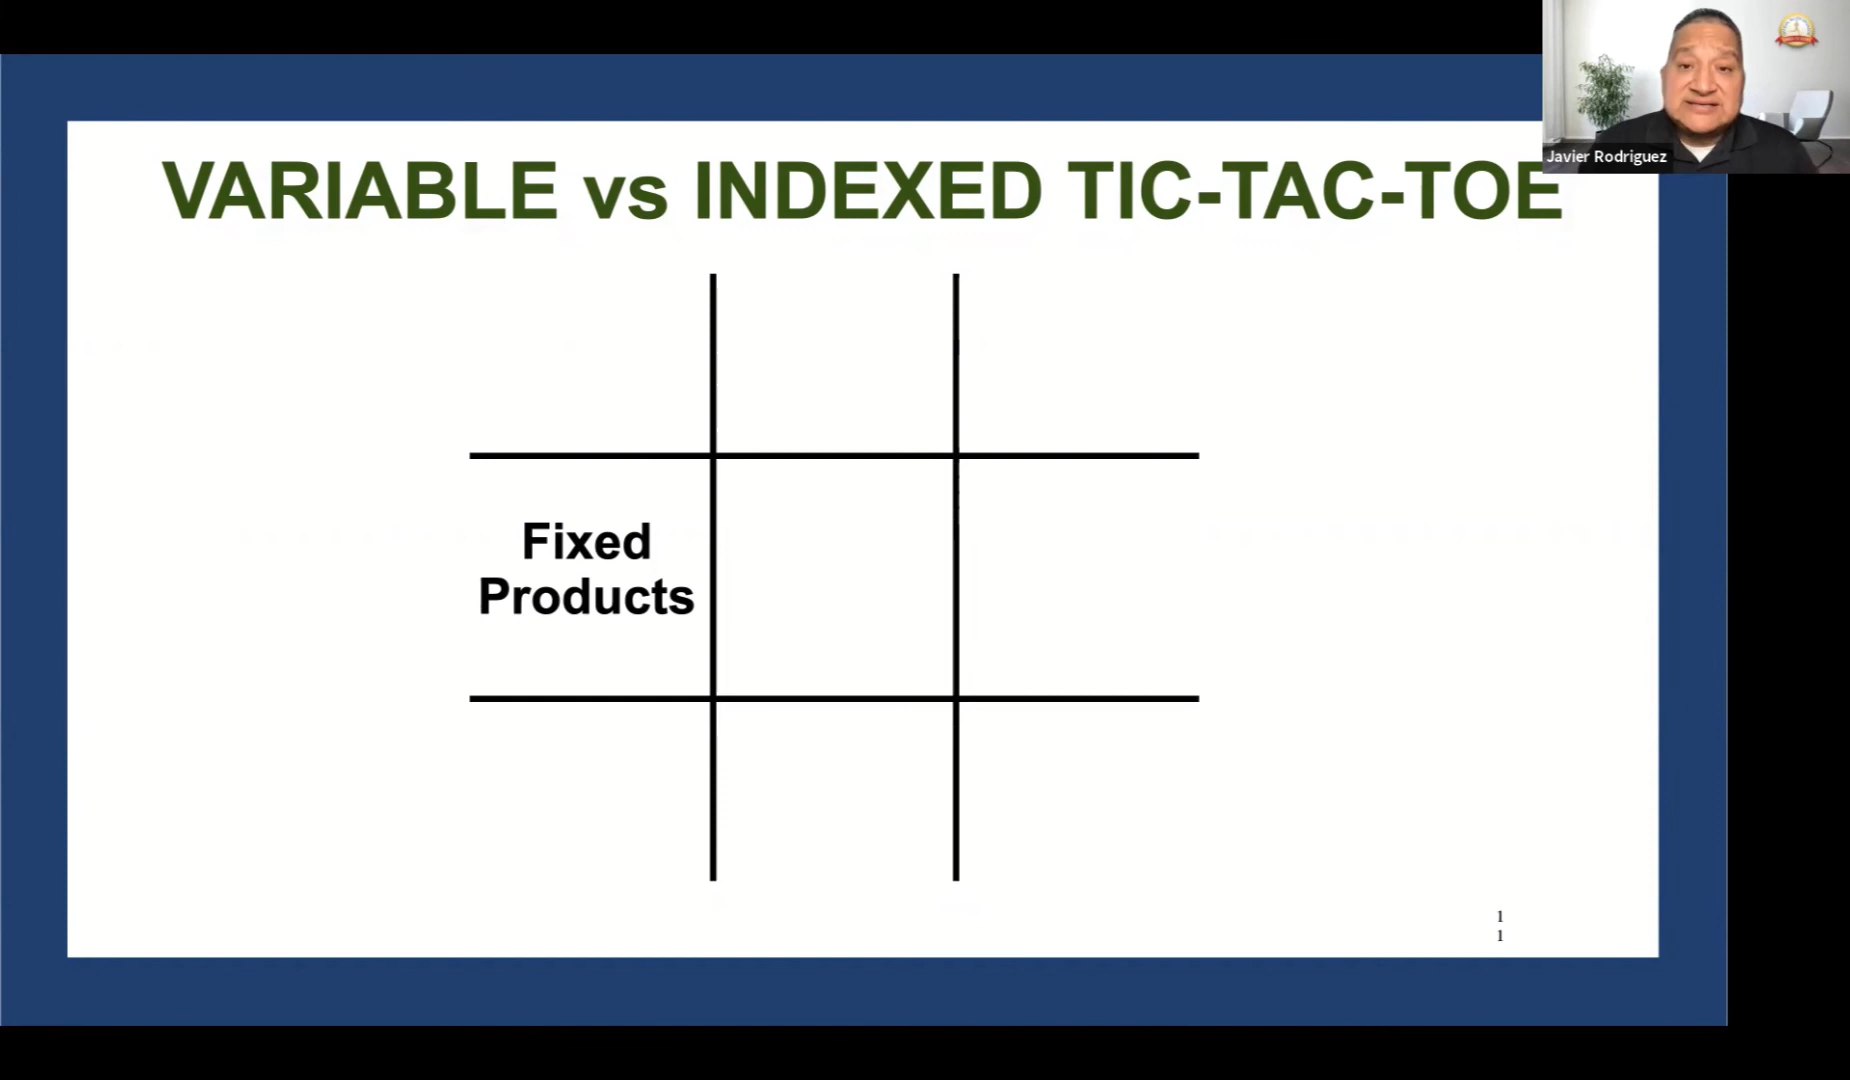 VARIABLE vs INDEXED TIC-TAC-TOE
Javier Rodriguez
Fixed
Products
1
1